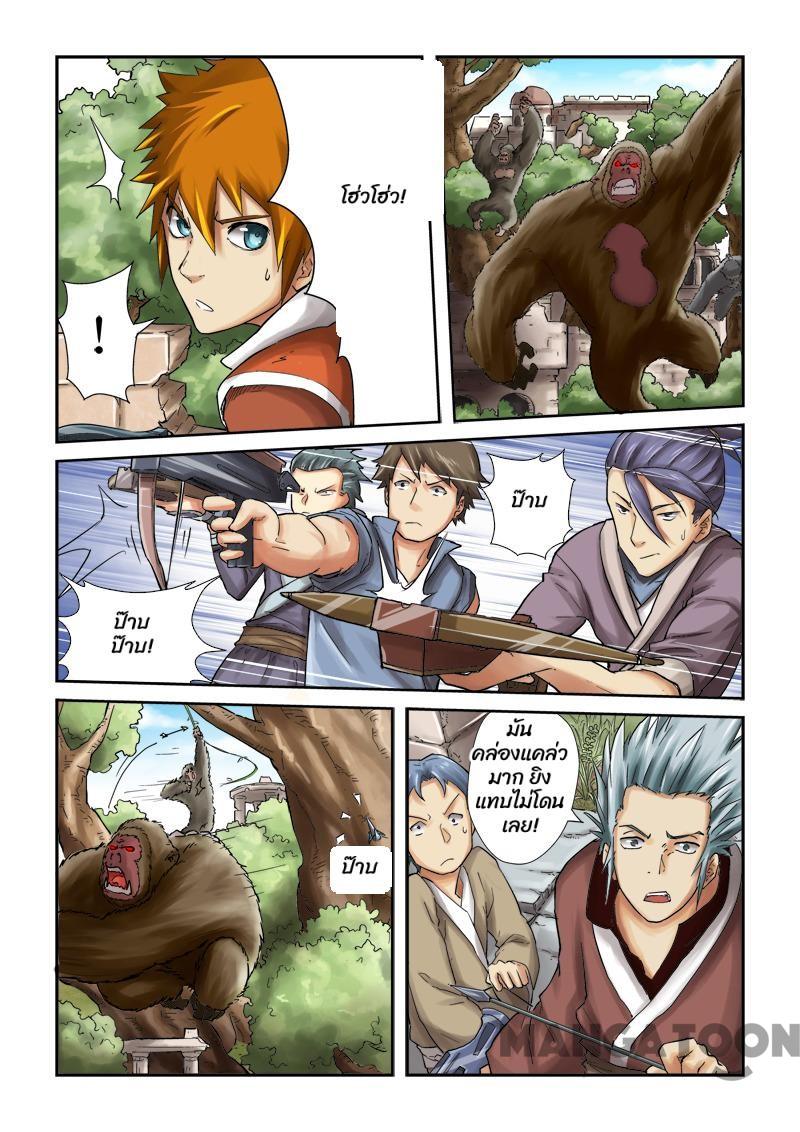 โฮ่วโฮ่ว!
!
ป๊าบ
ป๊าบ
ป๊าบ!
ป๊าบ
มัน
คล่องแคล่ว
มาก ยิง
แทบไม่โดน
เลย!
MANGATOON